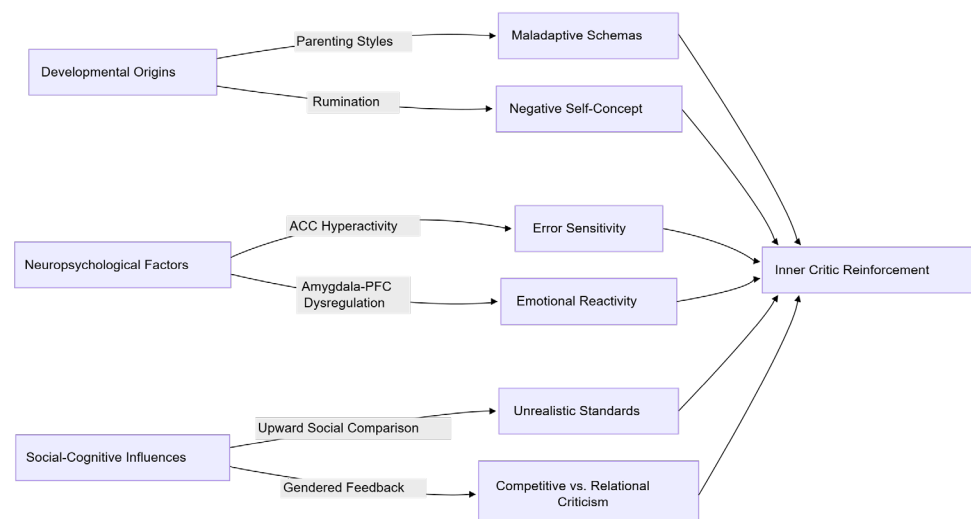 Parenting Styles
Maladaptive Schemas
Developmental Origins
Rumination
Negative Self-Concept
ACC Hyperactivity
Error Sensitivity
Neuropsychological Factors
Inner Critic Reinforcement
Amygdala-PFC
Dysregulation
Emotional Reactivity
Upward Social Comparison
Unrealistic Standards
Social-Cognitive Influences
Gendered Feedback
Competitive vs. Relational
Criticism